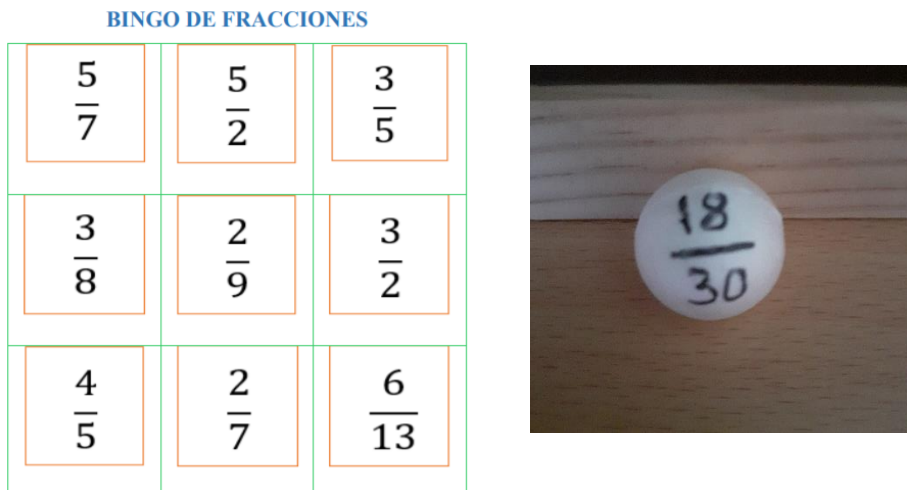 BINGO DE FRACCIONES
5/7 5/2 3/5
3/8 2/9 3/2
4/5 2/7 6/13
18/30